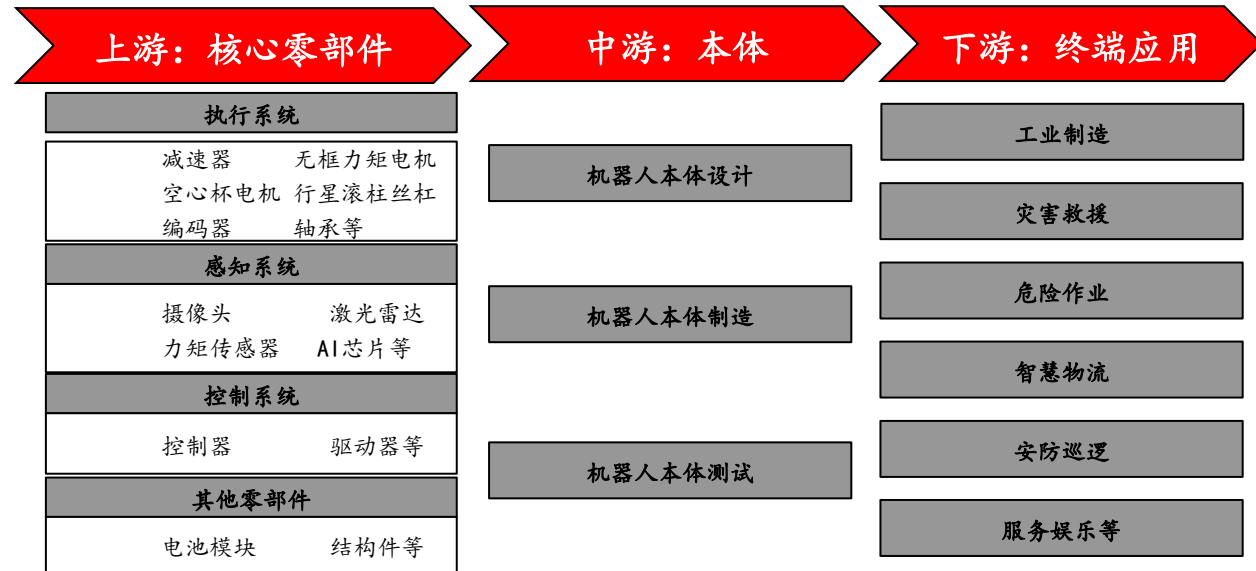 上游：核心零部件
中游：本体
下游：终端应用
执行系统
减速器 无框力矩电机
空心杯电机 行星滚柱丝杠
编码器 轴承等
感知系统
摄像头 激光雷达
力矩传感器 AI芯片等
控制系统
控制器 驱动器等
其他零部件
电池模块 结构件等
机器人本体设计
机器人本体制造
机器人本体测试
工业制造
灾害救援
危险作业
智慧物流
安防巡逻
服务娱乐等